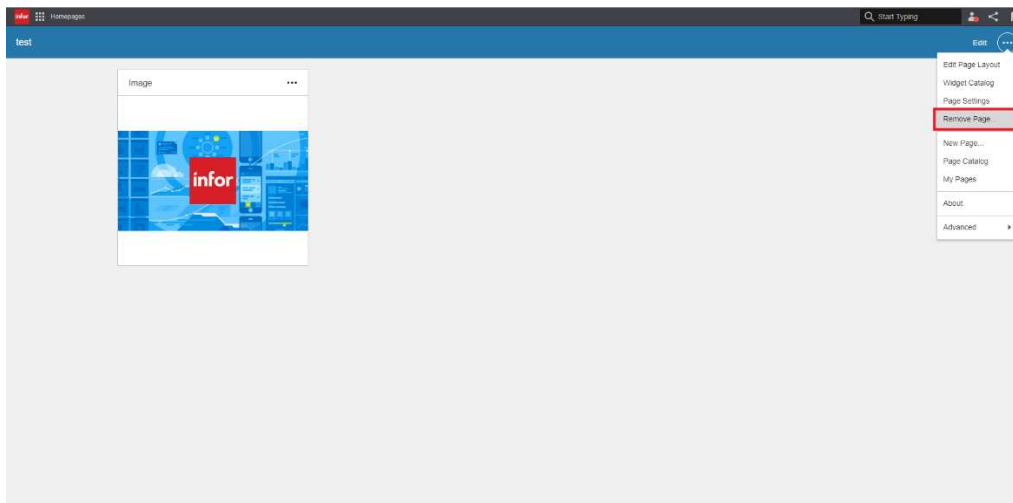 infor Homepages Start Typing
test Edit
Image
infor
Edit Page Layout
Widget Catalog
Page Settings
Remove Page...
New Page...
Page Catalog
My Pages
About
Advanced